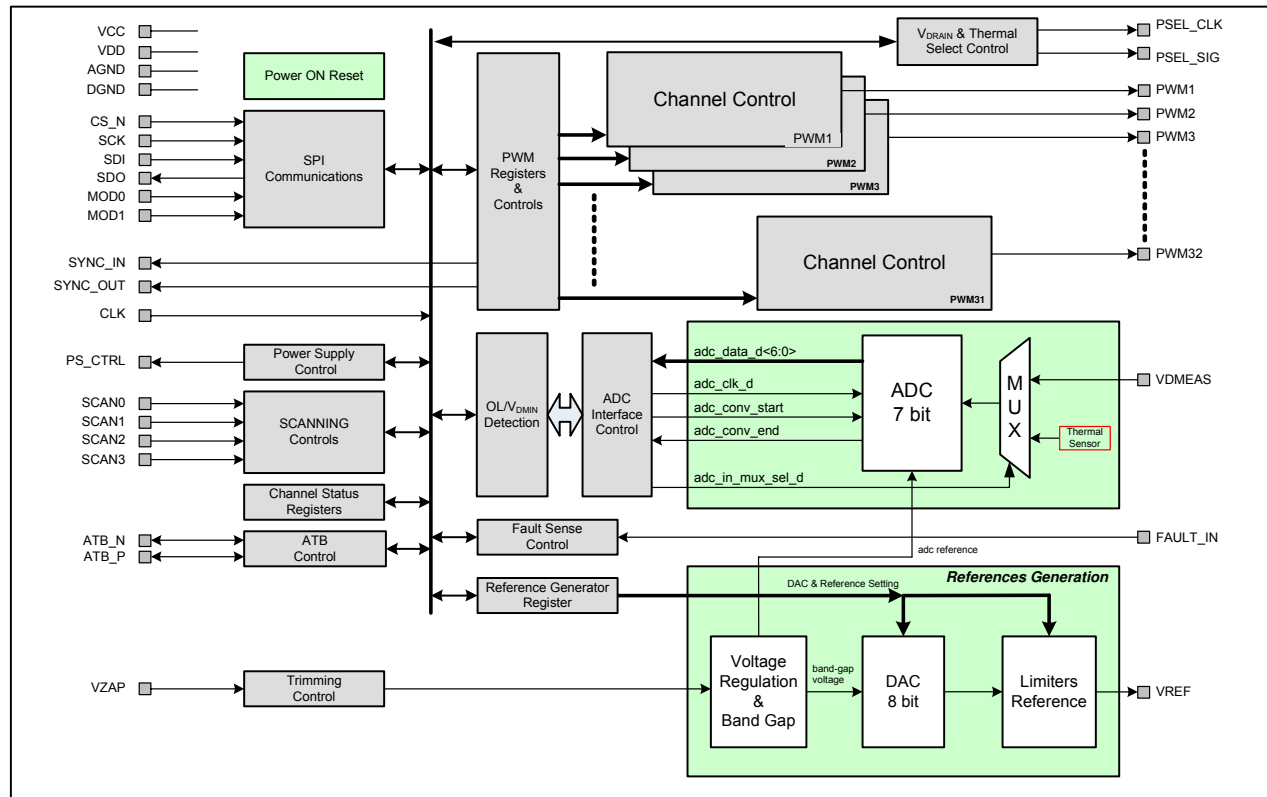 VCC
VDD
AGND
DGND
CS_N
SCK
SDI
SDO
MOD0
MOD1
SYNC_IN
SYNC_OUT
CLK
PS_CTRL
SCAN0
SCAN1
SCAN2
SCAN3
ATB_N
ATB_P
VZAP
Power ON Reset
SPI
Communications
Power Supply
Control
SCANNING
Controls
Channel Status
Registers
ATB
Control
Trimming
Control
PWM
Registers
&
Controls
OL/VDMIN
Detection
ADC
Interface
Control
Fault Sense
Control
Reference Generator
Register
VDRAIN & Thermal
Select Control
Channel Control
PWM1
PWM2
PWM3
Channel Control
PWM31
adc_data_d<6:0>
adc_clk_d
adc_conv_start
adc_conv_end
adc_in_mux_sel_d
ADC
7 bit
MUX
Thermal
Sensor
adc reference
DAC & Reference Setting
References Generation
Voltage
Regulation
&
Band Gap
band-gap
voltage
DAC
8 bit
Limiters
Reference
PSEL_CLK
PSEL_SIG
PWM1
PWM2
PWM3
PWM32
VDMEAS
FAULT_IN
VREF